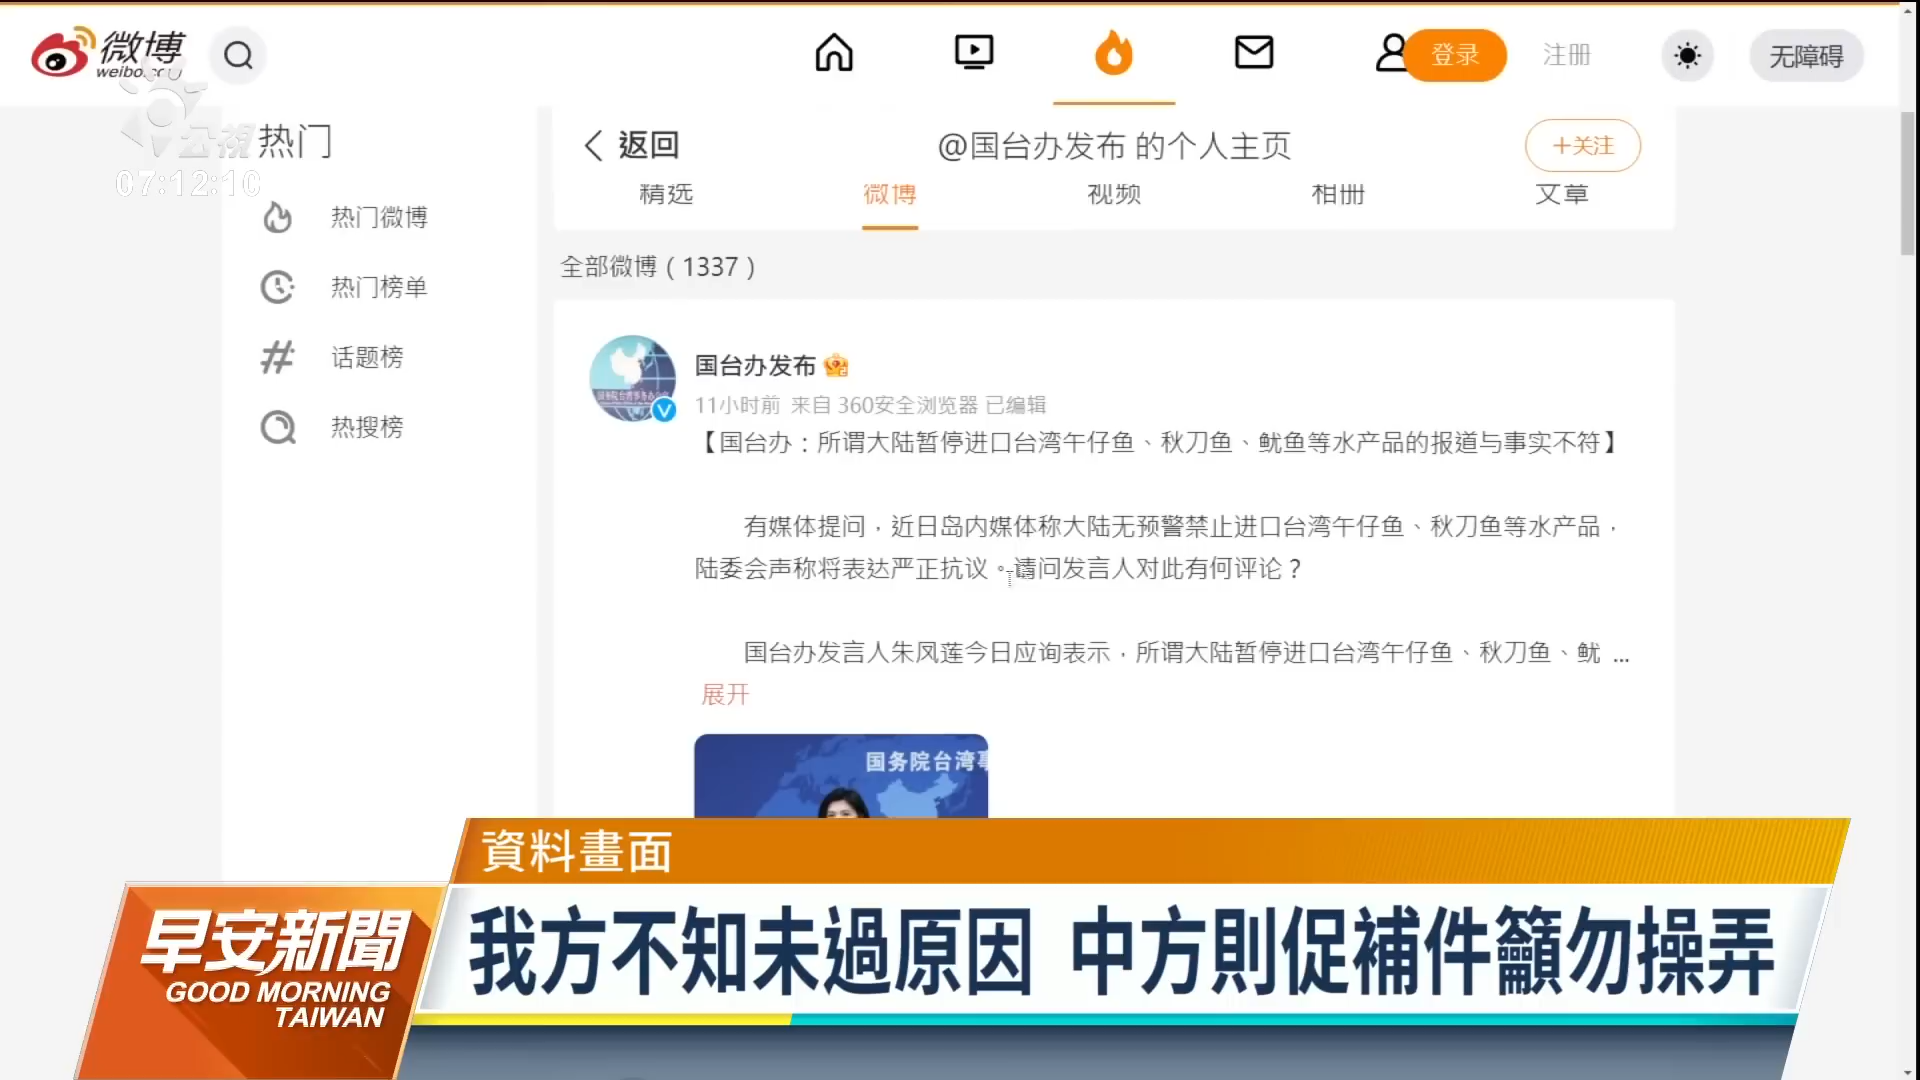 微博
weibo.com
登录
注册
无障碍
公視
07:12:10
热门
热门微博
热门榜单
话题榜
热搜榜
返回
@国台办发布 的个人主页
+关注
精选
微博
视频
相册
文章
全部微博（1337）
国台办发布
11小时前 来自 360安全浏览器 已编辑
【国台办：所谓大陆暂停进口台湾午仔鱼、秋刀鱼、鱿鱼等水产品的报道与事实不符】
有媒体提问，近日岛内媒体称大陆无预警禁止进口台湾午仔鱼、秋刀鱼等水产品，
陆委会声称将表达严正抗议。请问发言人对此有何评论？
国台办发言人朱凤莲今日应询表示，所谓大陆暂停进口台湾午仔鱼、秋刀鱼、鱿 ...
展开
国务院台湾事
資料畫面
早安新聞
GOOD MORNING
TAIWAN
我方不知未過原因 中方則促補件籲勿操弄